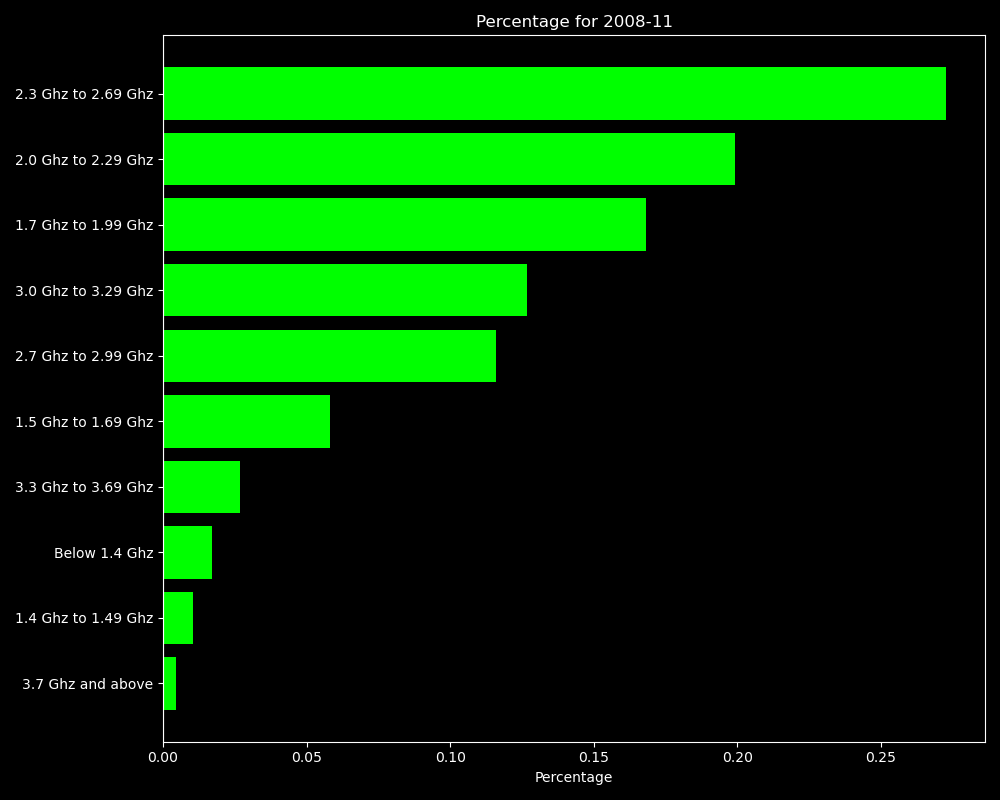 Percentage for 2008-11
2.3 Ghz to 2.69 Ghz
2.0 Ghz to 2.29 Ghz
1.7 Ghz to 1.99 Ghz
3.0 Ghz to 3.29 Ghz
2.7 Ghz to 2.99 Ghz
1.5 Ghz to 1.69 Ghz
3.3 Ghz to 3.69 Ghz
Below 1.4 Ghz
1.4 Ghz to 1.49 Ghz
3.7 Ghz and above
0.00 0.05 0.10 0.15 0.20 0.25
Percentage